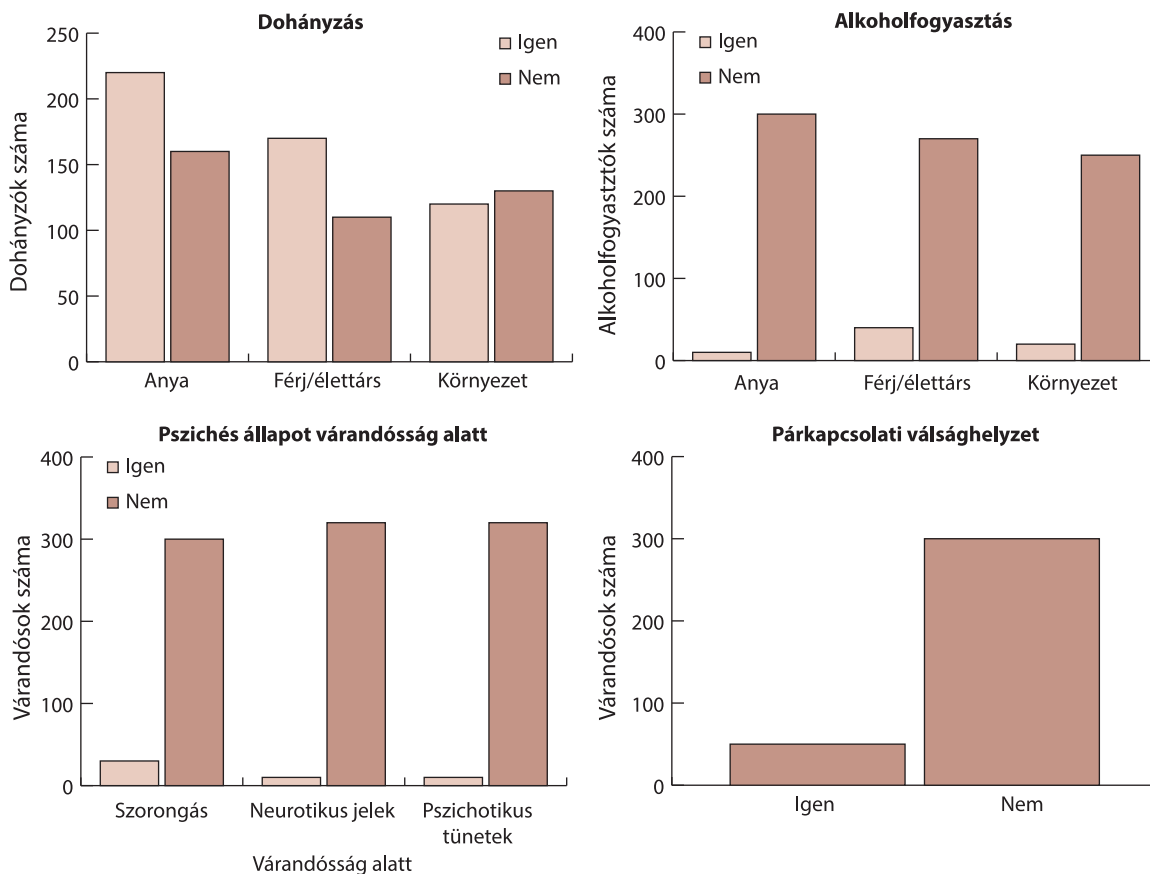 Dohányzás
250
200
150
100
50
0
Dohányzók száma
Igen
Nem
Anya
Férj/élettárs
Környezet
Alkoholfogyasztás
400
300
200
100
0
Alkoholfogyastztók száma
Igen
Nem
Anya
Férj/élettárs
Környezet
Pszichés állapot várandósság alatt
400
300
200
100
0
Várandósok száma
Igen
Nem
Szorongás
Neurotikus jelek
Pszichotikus
tünetek
Várandósság alatt
Párkapcsolati válsághelyzet
400
300
200
100
0
Várandósok száma
Igen
Nem